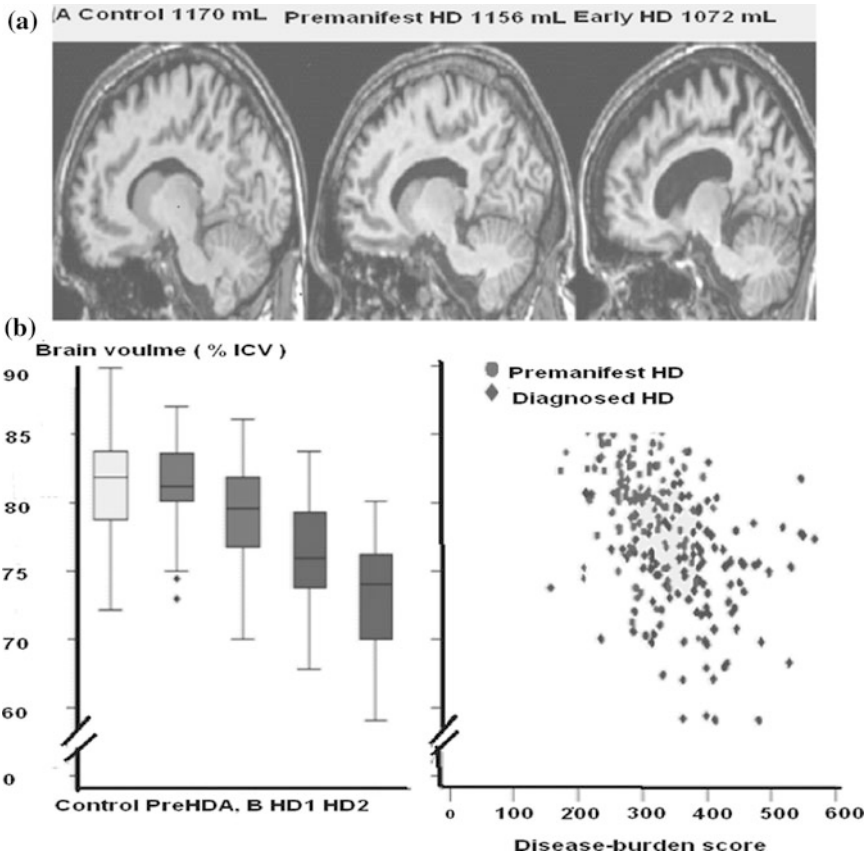 (a)
A Control 1170 mL Premanifest HD 1156 mL Early HD 1072 mL
(b)
Brain voulme ( % ICV )
90
85
80
75
70
60
0
Control PreHDA, B HD1 HD2
Premanifest HD
Diagnosed HD
0 100 200 300 400 500 600
Disease-burden score